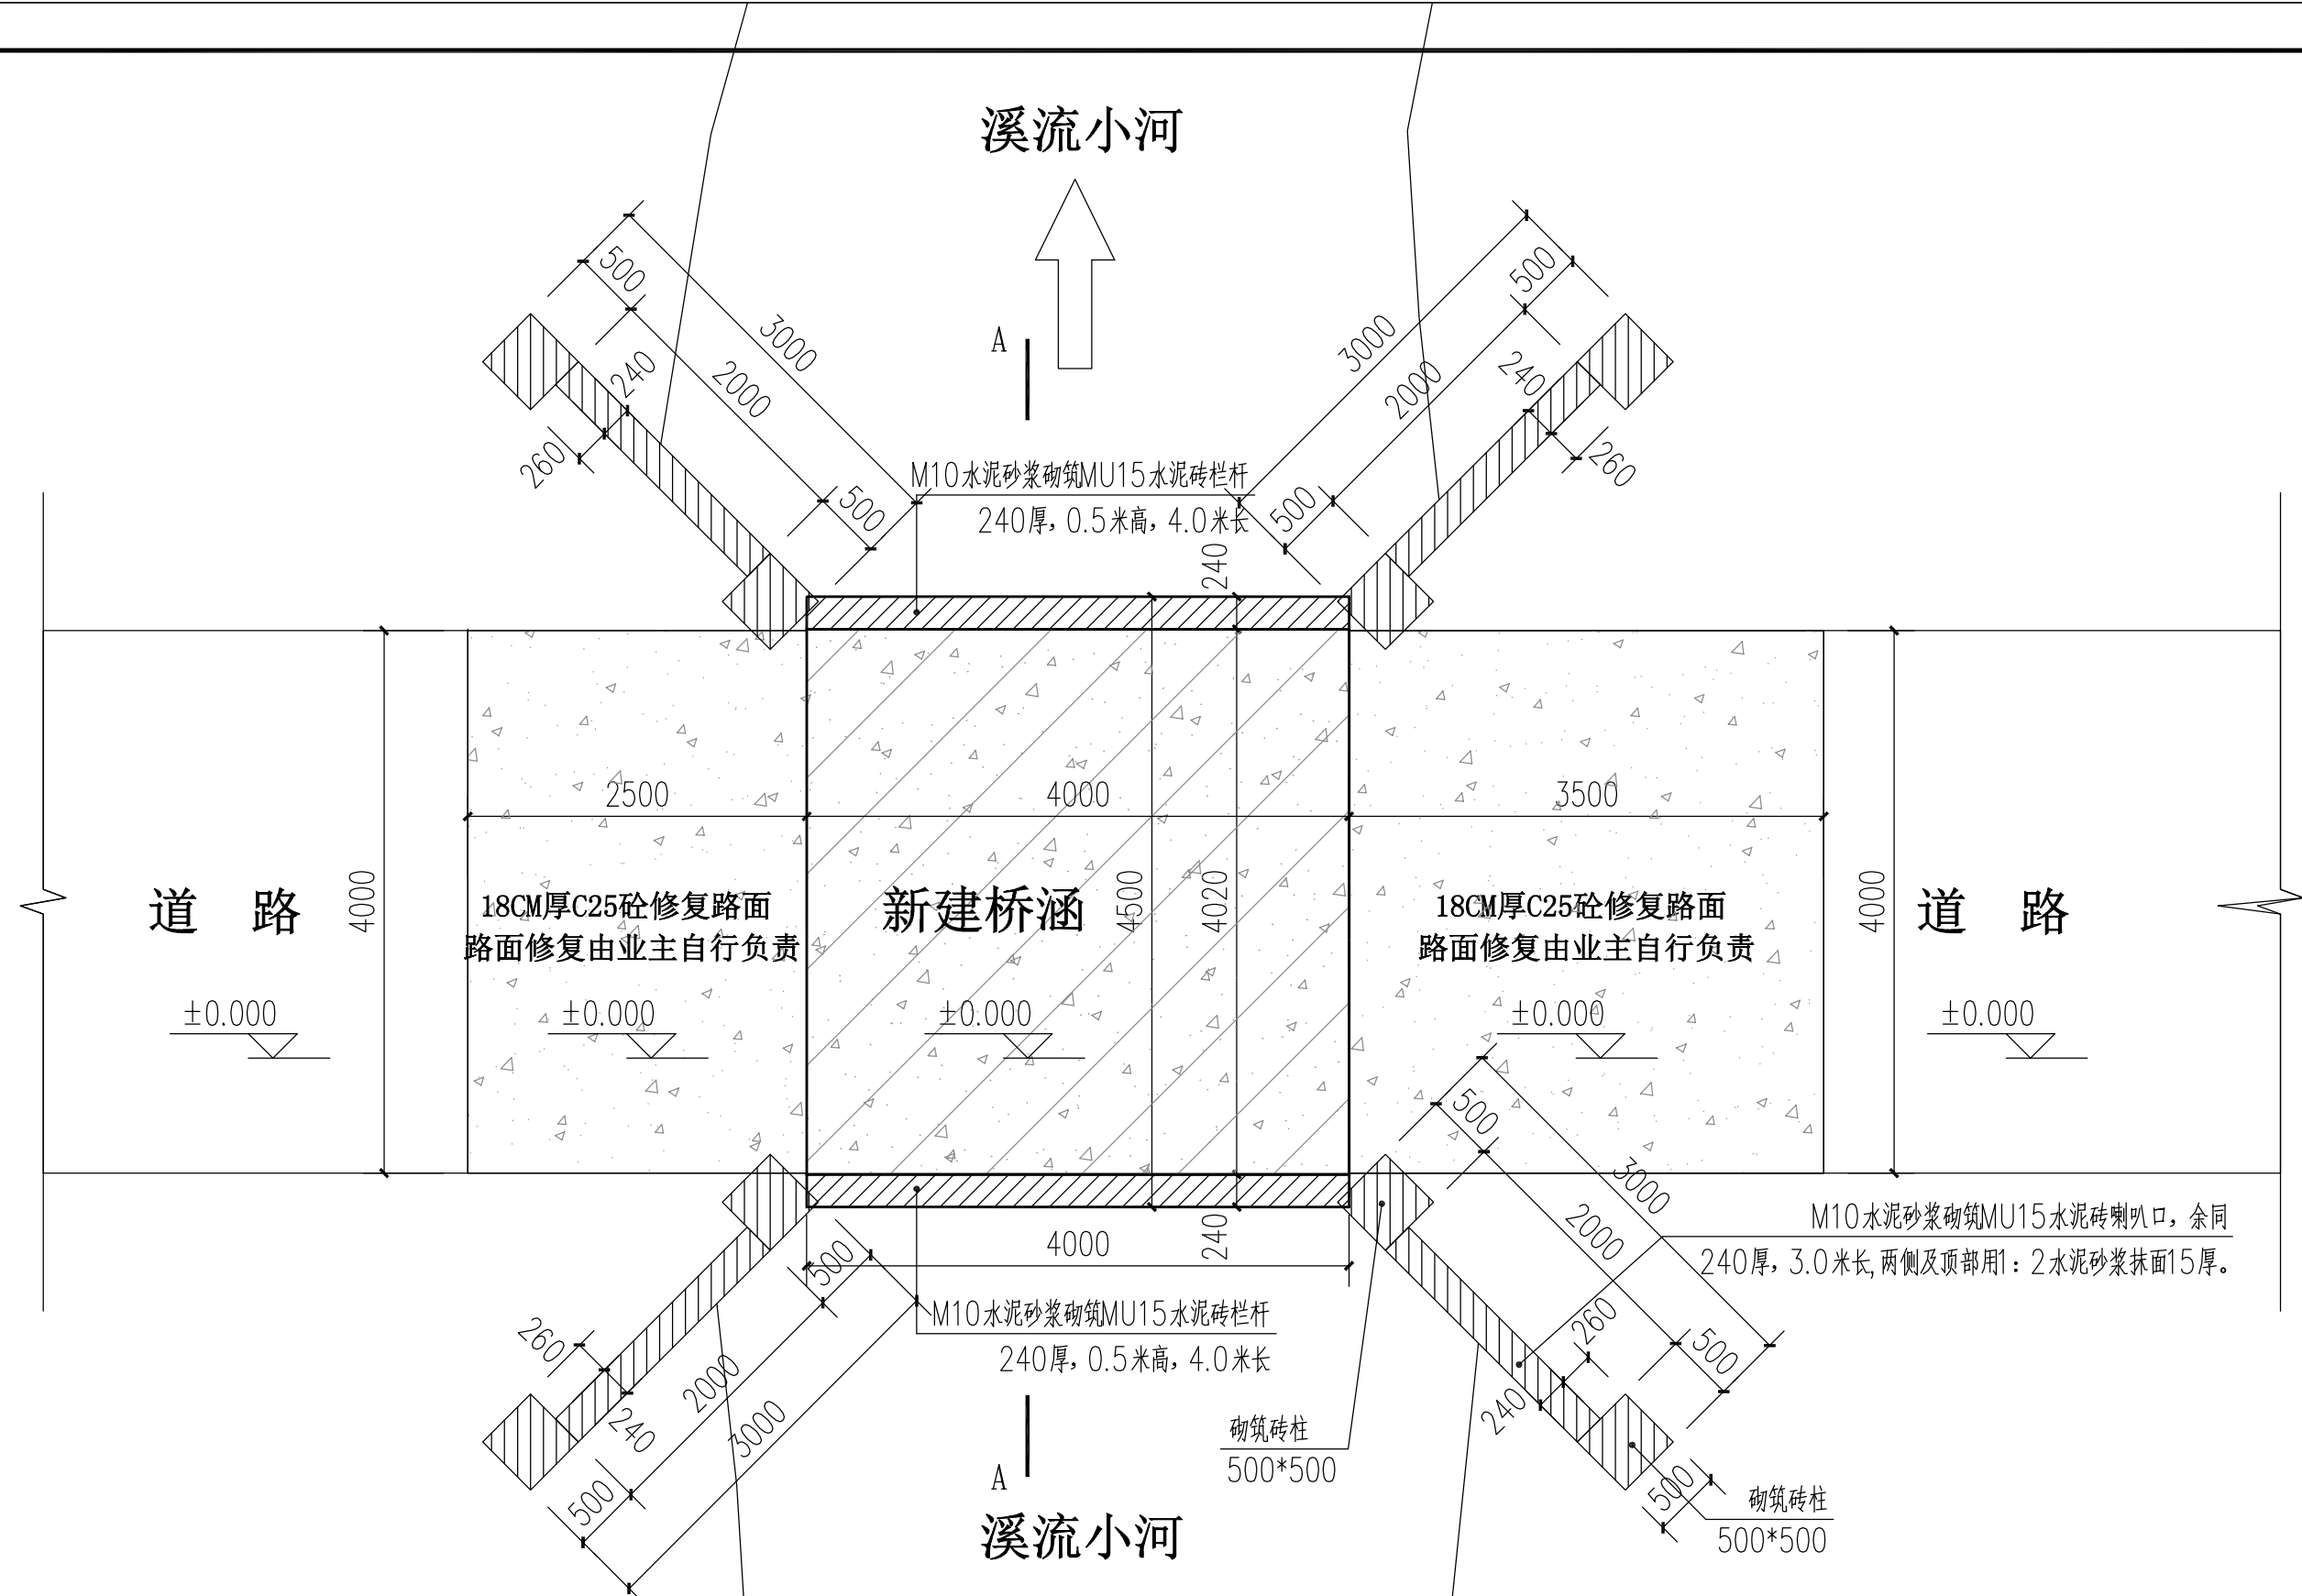 溪流小河
500
3000
240
2000
260
500
A
500
3000
240
2000
260
500
M10水泥砂浆砌筑MU15水泥砖栏杆
240厚，0.5米高，4.0米长
240
2500
4000
3500
道 路
4000
18CM厚C25砼修复路面
路面修复由业主自行负责
新建桥涵
4500
4020
18CM厚C25砼修复路面
路面修复由业主自行负责
4000
道 路
±0.000
±0.000
±0.000
±0.000
±0.000
500
3000
2000
260
500
240
500
M10水泥砂浆砌筑MU15水泥砖喇叭口，余同
240厚，3.0米长,两侧及顶部用1：2水泥砂浆抹面15厚。
4000
240
500
260
2000
240
3000
500
M10水泥砂浆砌筑MU15水泥砖栏杆
240厚，0.5米高，4.0米长
砌筑砖柱
500*500
A
砌筑砖柱
500*500
溪流小河